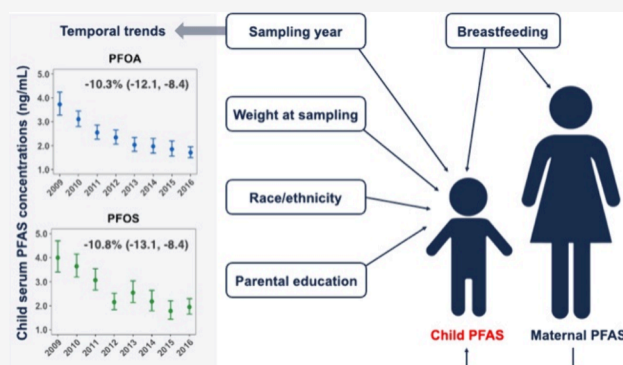 Temporal trends
Sampling year
Breastfeeding
PFOA
-10.3% (-12.1, -8.4)
Child serum PFAS concentrations (ng/mL)
5.0
4.0
3.0
2.0
1.0
2009
2010
2011
2012
2013
2014
2015
2016
Weight at sampling
Race/ethnicity
PFOS
-10.8% (-13.1, -8.4)
5.0
4.0
3.0
2.0
1.0
2009
2010
2011
2012
2013
2014
2015
2016
Parental education
Child PFAS
Maternal PFAS